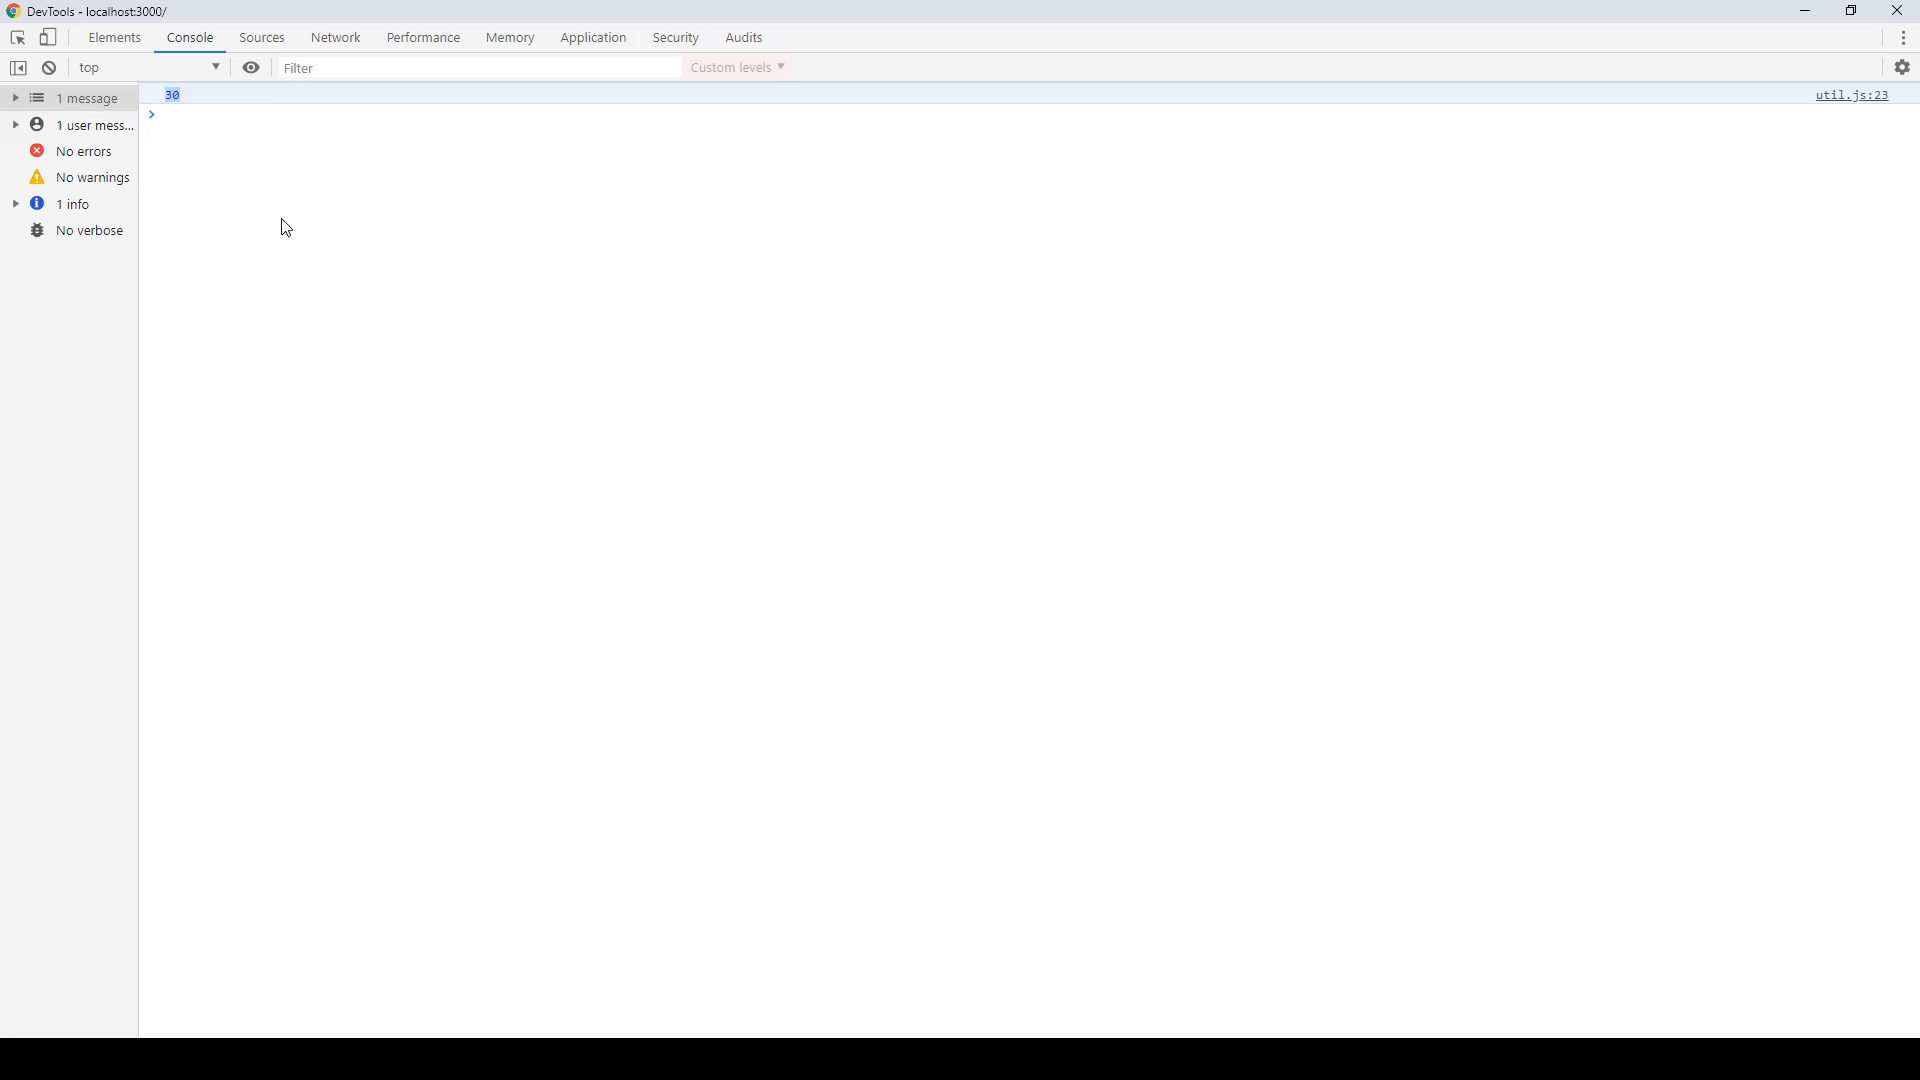 DevTools - localhost:3000/
Elements Console Sources Network Performance Memory Application Security Audits
top Filter Custom levels
1 message
30 util.js:23
1 user mess...
No errors
No warnings
1 info
No verbose